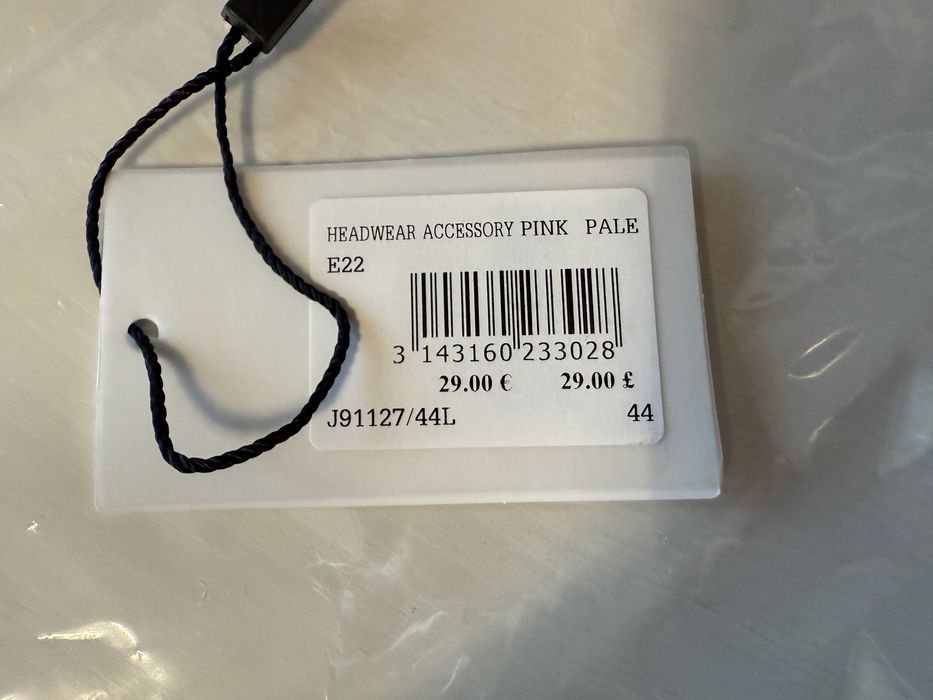 HEADWEAR ACCESSORY PINK PALE
E22
3 143160 233028
29.00 € 29.00 £
J91127/44L 44